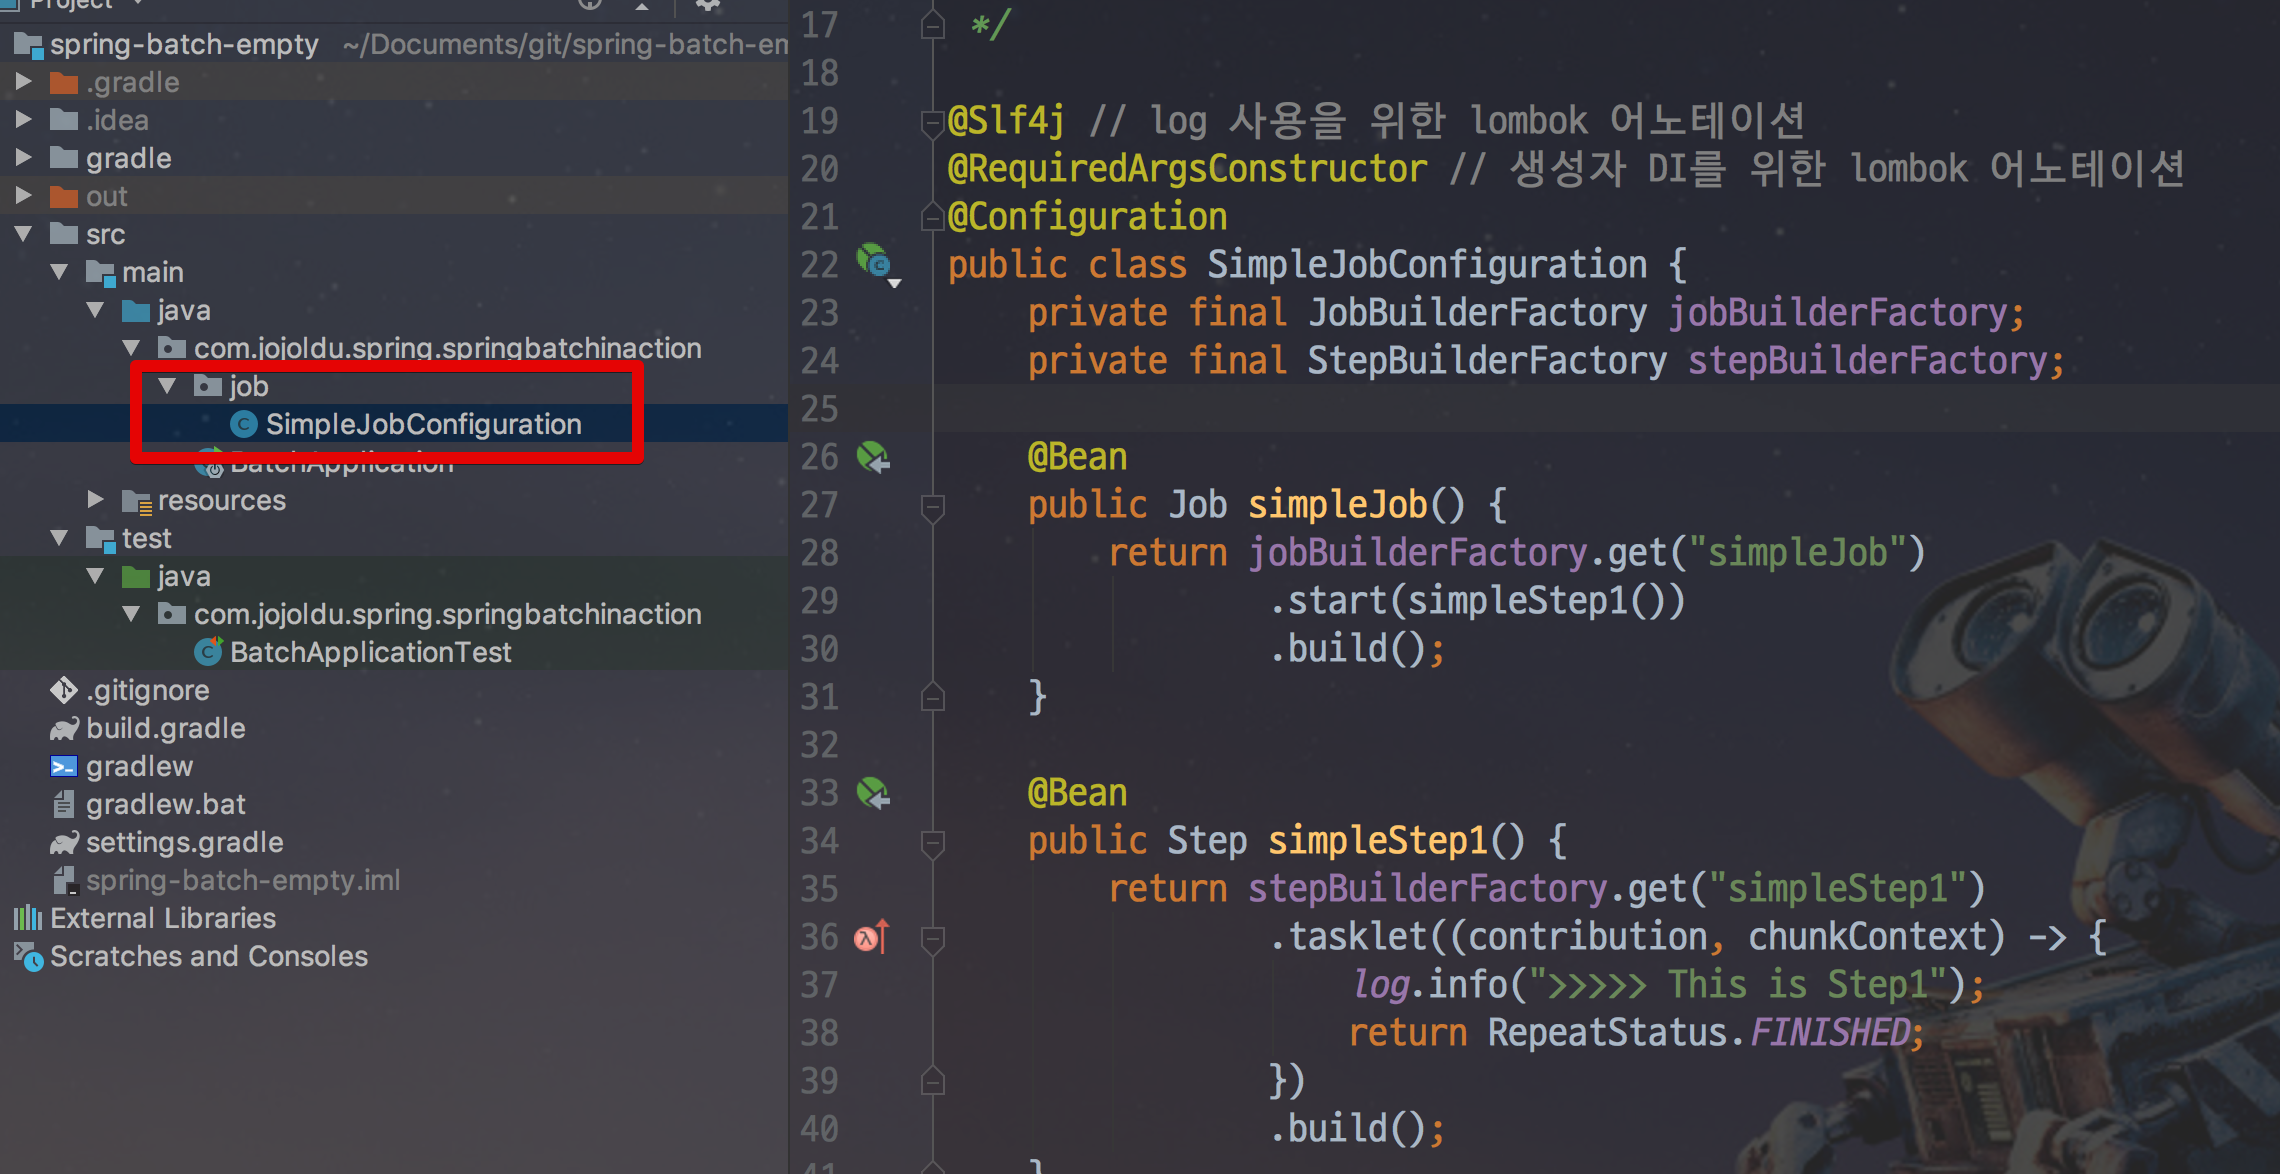 Project
spring-batch-empty ~/Documents/git/spring-batch-em
.gradle
.idea
gradle
out
src
main
java
com.jojoldu.spring.springbatchinaction
job
SimpleJobConfiguration
BatchApplication
resources
test
java
com.jojoldu.spring.springbatchinaction
BatchApplicationTest
.gitignore
build.gradle
gradlew
gradlew.bat
settings.gradle
spring-batch-empty.iml
External Libraries
Scratches and Consoles
17 */
18
19 @Slf4j // log 사용을 위한 lombok 어노테이션
20 @RequiredArgsConstructor // 생성자 DI를 위한 lombok 어노테이션
21 @Configuration
22 public class SimpleJobConfiguration {
23 private final JobBuilderFactory jobBuilderFactory;
24 private final StepBuilderFactory stepBuilderFactory;
25
26 @Bean
27 public Job simpleJob() {
28 return jobBuilderFactory.get("simpleJob")
29 .start(simpleStep1())
30 .build();
31 }
32
33 @Bean
34 public Step simpleStep1() {
35 return stepBuilderFactory.get("simpleStep1")
36 .tasklet((contribution, chunkContext) -> {
37 log.info(">>>>> This is Step1");
38 return RepeatStatus.FINISHED;
39 })
40 .build();
41 }